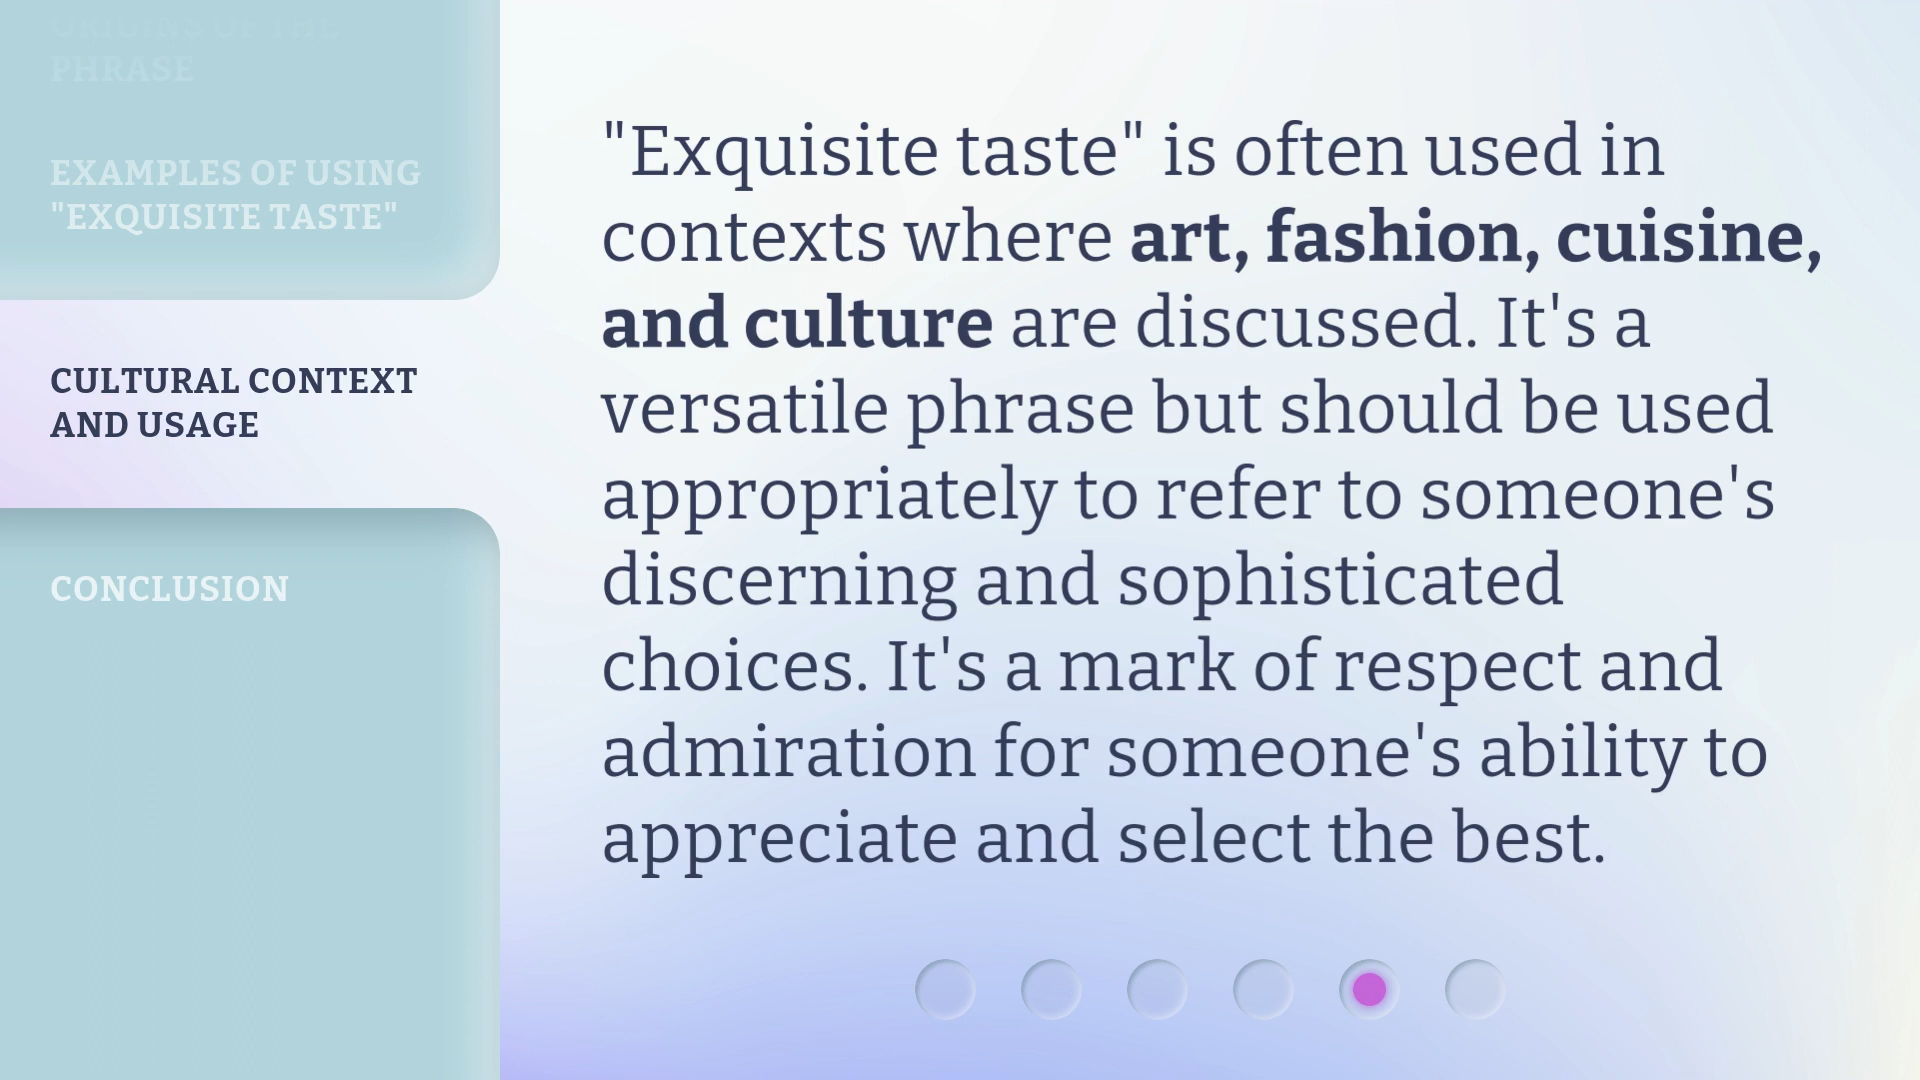 ORIGINS OF THE
PHRASE
EXAMPLES OF USING
"EXQUISITE TASTE"
CULTURAL CONTEXT
AND USAGE
CONCLUSION
"Exquisite taste" is often used in
contexts where art, fashion, cuisine,
and culture are discussed. It's a
versatile phrase but should be used
appropriately to refer to someone's
discerning and sophisticated
choices. It's a mark of respect and
admiration for someone's ability to
appreciate and select the best.